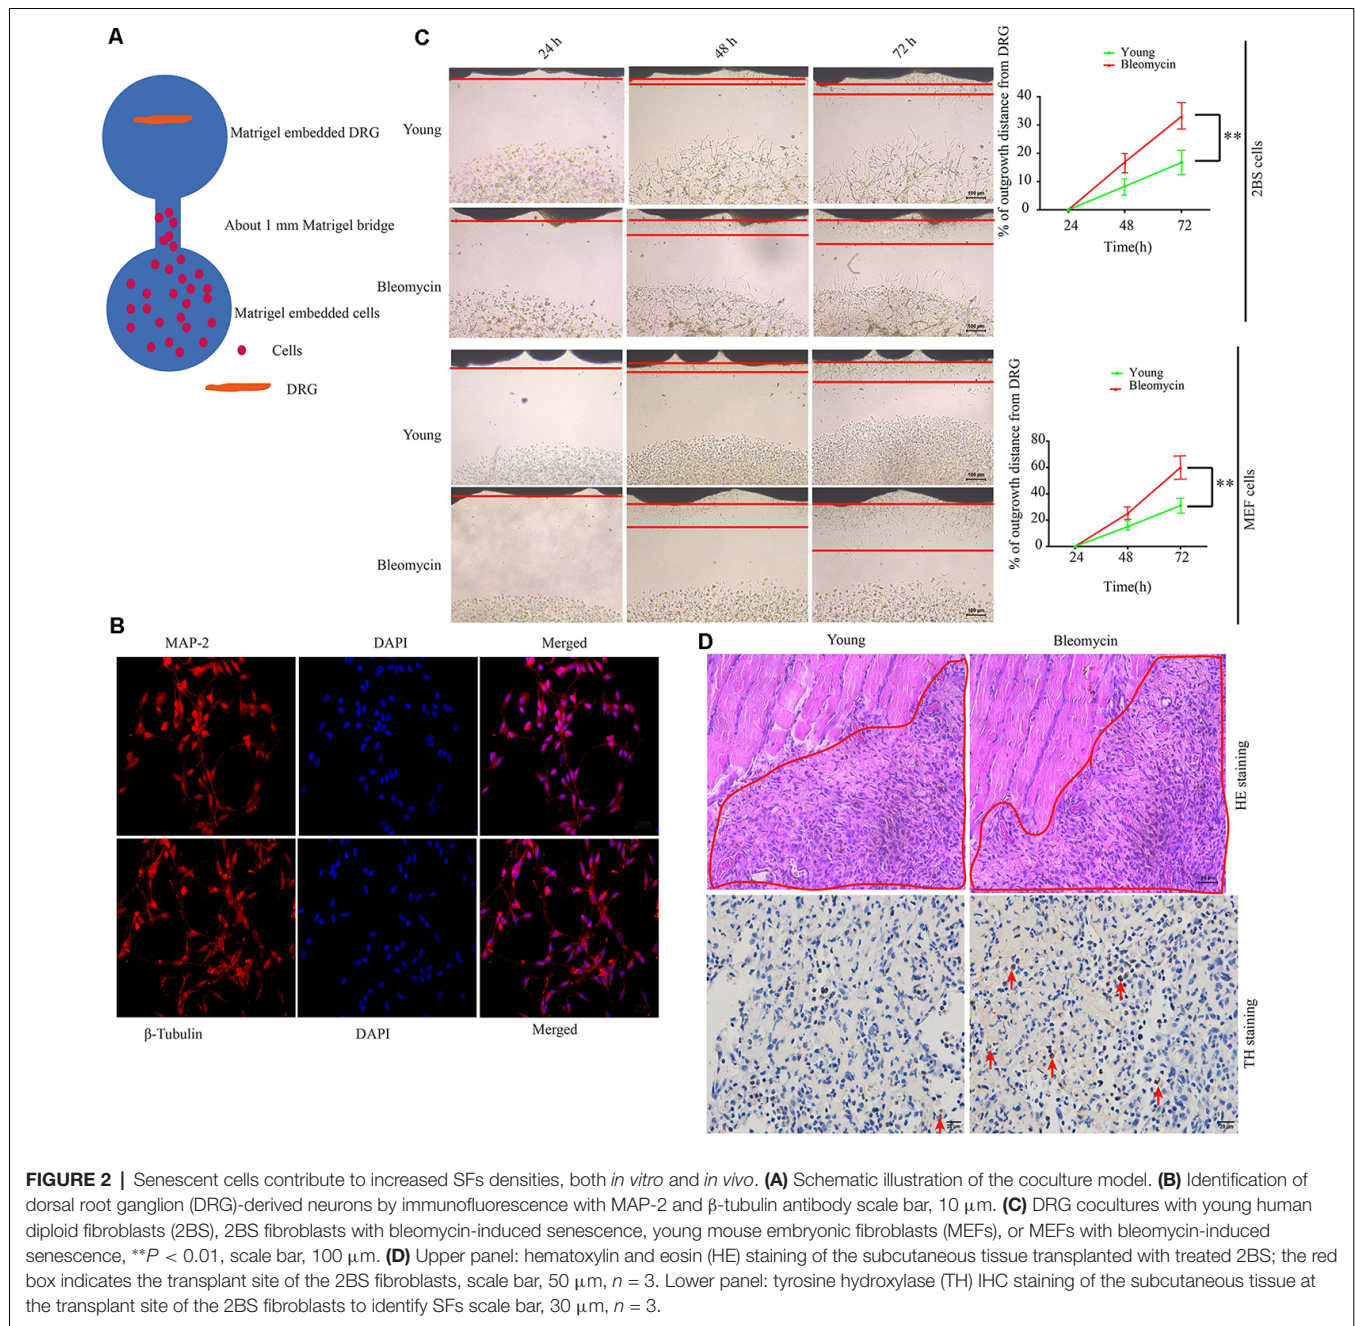 A
Matrigel embedded DRG
About 1 mm Matrigel bridge
Matrigel embedded cells
Cells
DRG
C
24 h
48 h
72 h
Young
100 μm
Bleomycin
100 μm
Young
100 μm
Bleomycin
100 μm
% of outgrowth distance from DRG
Young
Bleomycin
40
30
20
10
0
24
48
72
Time(h)
**
2BS cells
% of outgrowth distance from DRG
Young
Bleomycin
80
60
40
20
0
24
48
72
Time(h)
**
MEF cells
B
MAP-2
DAPI
Merged
β-Tubulin
DAPI
Merged
D
Young
Bleomycin
HE staining
TH staining
FIGURE 2 | Senescent cells contribute to increased SFs densities, both in vitro and in vivo. (A) Schematic illustration of the coculture model. (B) Identification of
dorsal root ganglion (DRG)-derived neurons by immunofluorescence with MAP-2 and β-tubulin antibody scale bar, 10 μm. (C) DRG cocultures with young human
diploid fibroblasts (2BS), 2BS fibroblasts with bleomycin-induced senescence, young mouse embryonic fibroblasts (MEFs), or MEFs with bleomycin-induced
senescence, **P < 0.01, scale bar, 100 μm. (D) Upper panel: hematoxylin and eosin (HE) staining of the subcutaneous tissue transplanted with treated 2BS; the red
box indicates the transplant site of the 2BS fibroblasts, scale bar, 50 μm, n = 3. Lower panel: tyrosine hydroxylase (TH) IHC staining of the subcutaneous tissue at
the transplant site of the 2BS fibroblasts to identify SFs scale bar, 30 μm, n = 3.